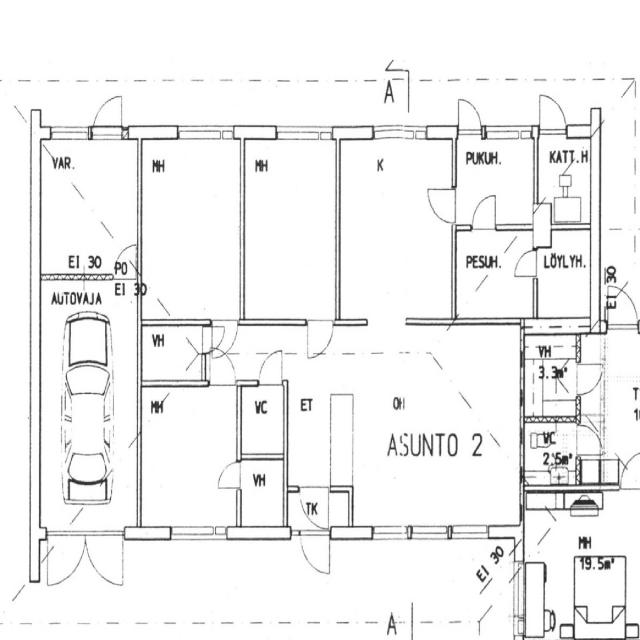 A
VAR.
MH
MH
K
PUKUH.
KATT.H
EI 30
P0
EI 30
PESUH.
LÖYLYH.
EI 30
AUTOVAJA
VH
VH
3.3m²
MH
WC
ET
OH
ASUNTO 2
WC
2.5m²
VH
TK
EI 30
MH
19.5m²
A